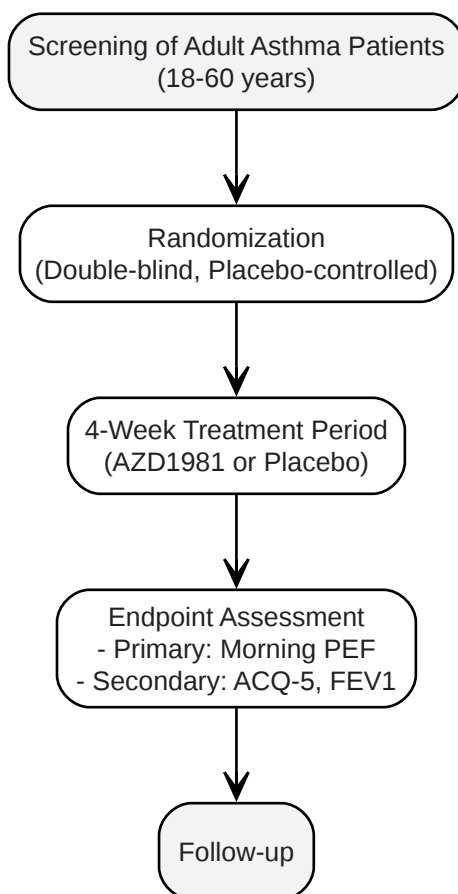 Screening of Adult Asthma Patients
(18-60 years)
Randomization
(Double-blind, Placebo-controlled)
4-Week Treatment Period
(AZD1981 or Placebo)
Endpoint Assessment
- Primary: Morning PEF
- Secondary: ACQ-5, FEV1
Follow-up